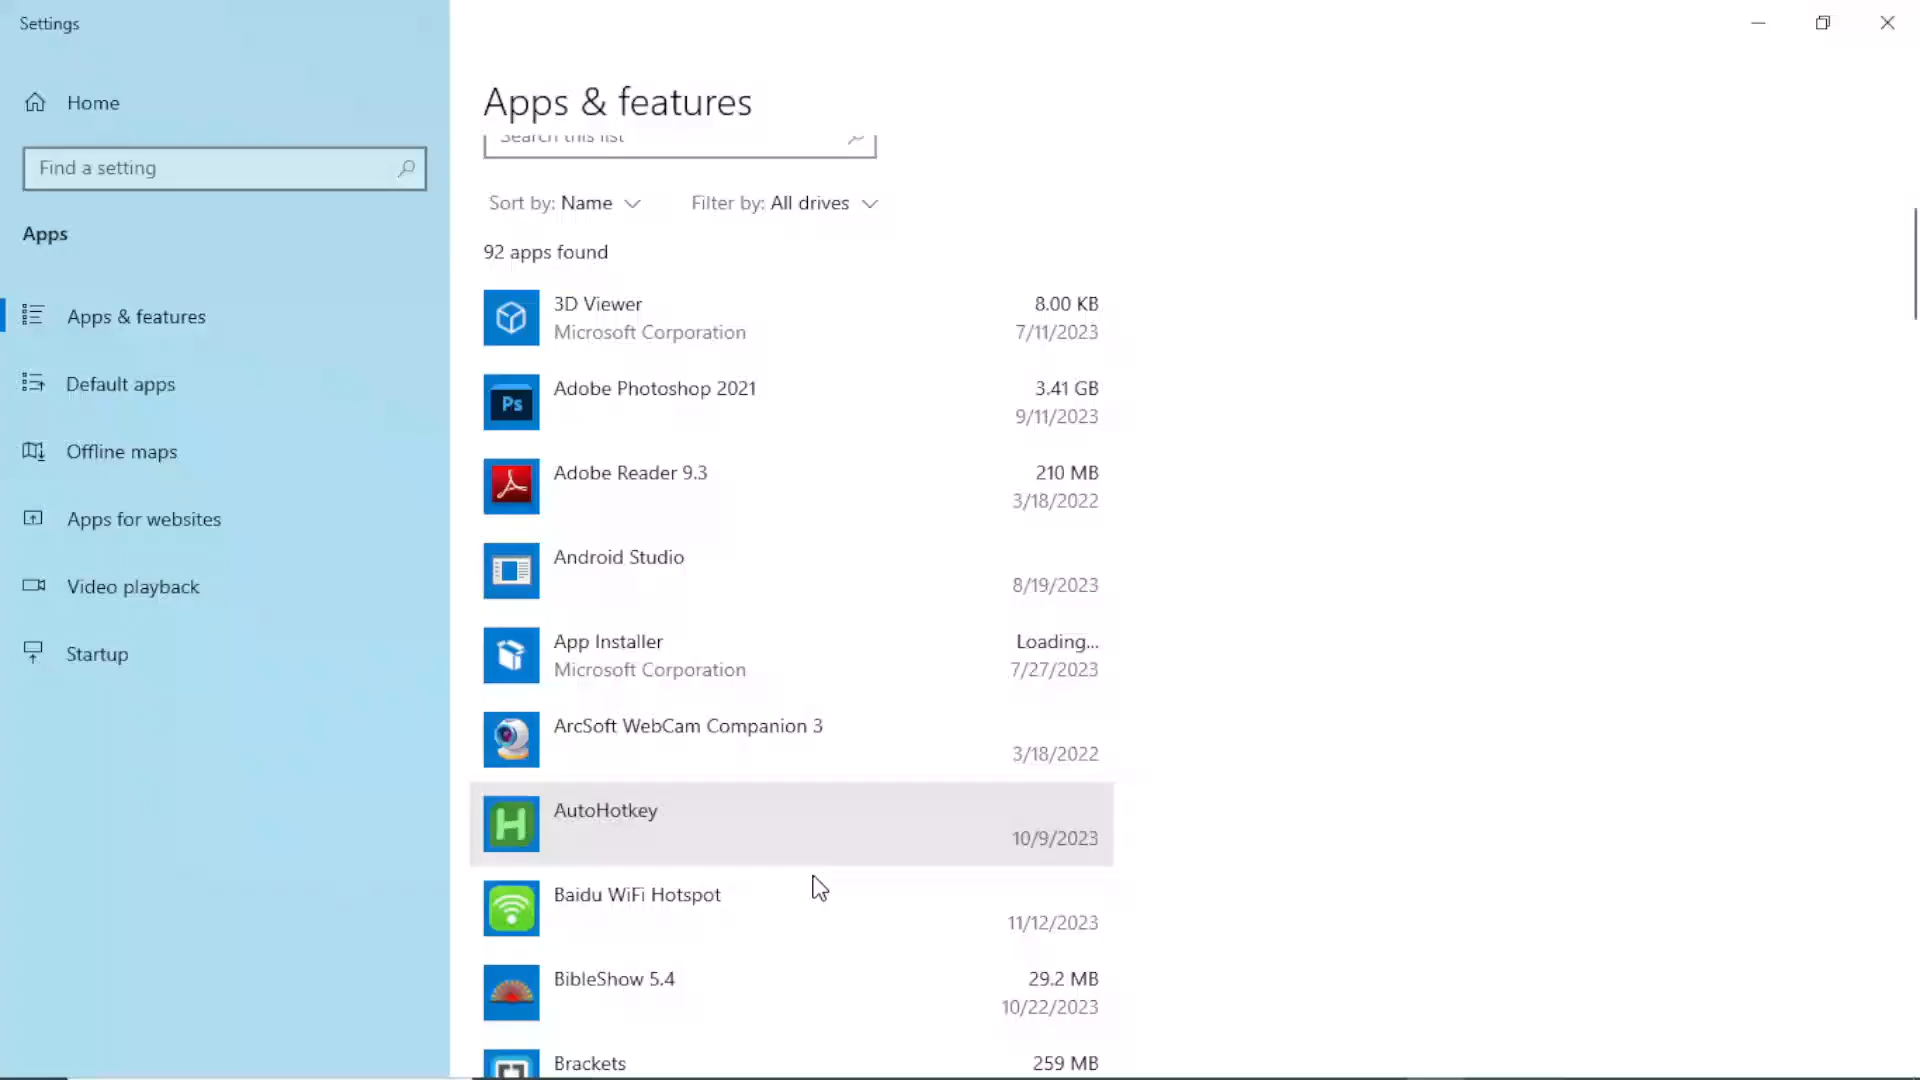 Settings
Home
Find a setting
Apps
Apps & features
Default apps
Offline maps
Apps for websites
Video playback
Startup
Apps & features
Search this list
Sort by: Name
Filter by: All drives
92 apps found
3D Viewer 8.00 KB
Microsoft Corporation 7/11/2023
Adobe Photoshop 2021 3.41 GB
9/11/2023
Ps
Adobe Reader 9.3 210 MB
3/18/2022
Android Studio
8/19/2023
App Installer Loading...
Microsoft Corporation 7/27/2023
ArcSoft WebCam Companion 3
3/18/2022
AutoHotkey
H
10/9/2023
Baidu WiFi Hotspot
11/12/2023
BibleShow 5.4 29.2 MB
10/22/2023
Brackets 259 MB